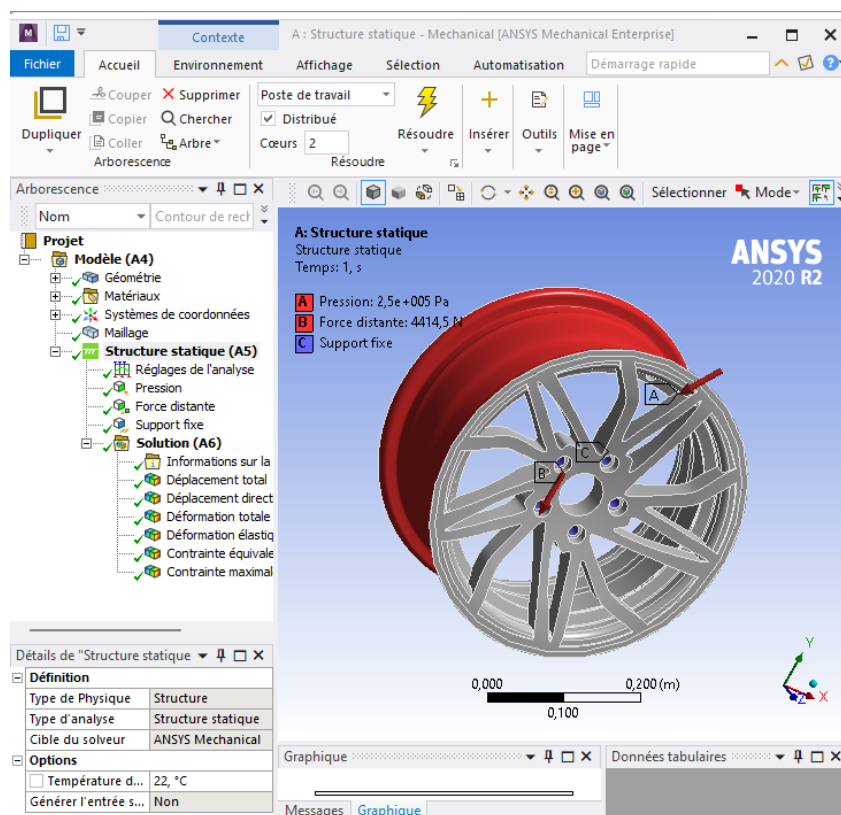 Contexte
A : Structure statique - Mechanical [ANSYS Mechanical Enterprise]
Fichier Accueil Environnement Affichage Sélection Automatisation Démarrage rapide
Dupliquer
Couper
Copier
Coller
Supprimer
Chercher
Arbre
Arborescence
Poste de travail
Distribué
Cœurs 2
Résoudre
Résoudre
Insérer
Outils
Mise en page
Arborescence
Nom
Contour de rech
Sélectionner Mode
Projet
Modèle (A4)
Géométrie
Matériaux
Systèmes de coordonnées
Maillage
Structure statique (A5)
Réglages de l'analyse
Pression
Force distante
Support fixe
Solution (A6)
Informations sur la
Déplacement total
Déplacement direct
Déformation totale
Déformation élastiq
Contrainte équivale
Contrainte maximal
A: Structure statique
Structure statique
Temps: 1, s
A Pression: 2,5e+005 Pa
B Force distante: 4414,5 N
C Support fixe
ANSYS
2020 R2
A
C
B
0,000 0,200 (m)
0,100
Y
X
Z
Détails de "Structure statique
Définition
Type de Physique Structure
Type d'analyse Structure statique
Cible du solveur ANSYS Mechanical
Options
Température d... 22, °C
Générer l'entrée s... Non
Graphique
Messages Graphique
Données tabulaires